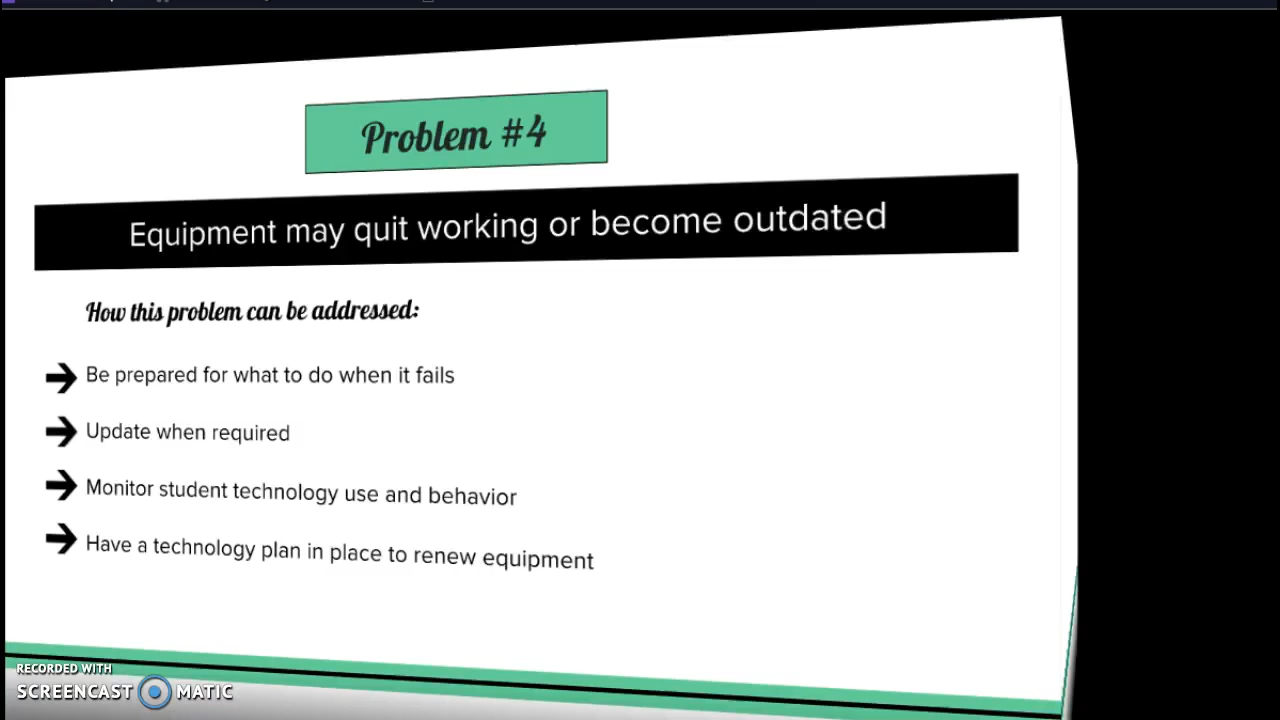 Problem #4
Equipment may quit working or become outdated
How this problem can be addressed:
Be prepared for what to do when it fails
Update when required
Monitor student technology use and behavior
Have a technology plan in place to renew equipment
RECORDED WITH
SCREENCAST MATIC